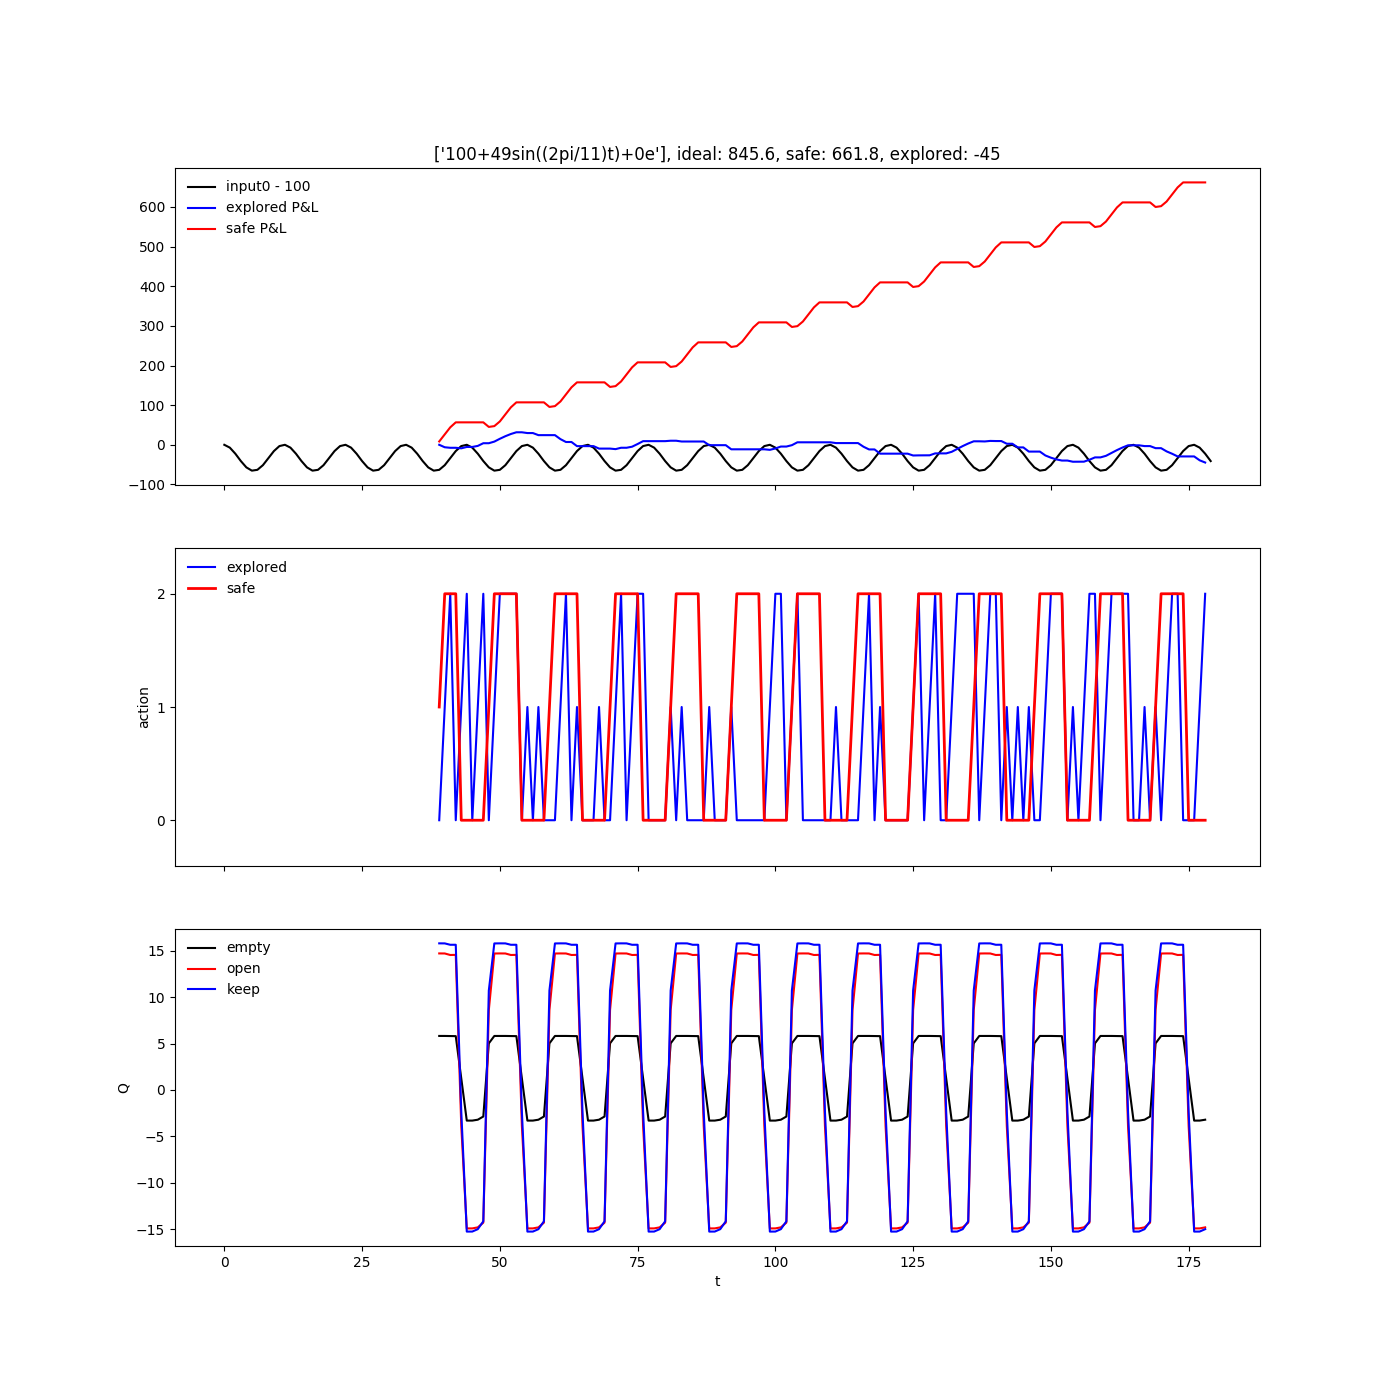 ['100+49sin((2pi/11)t)+0e'], ideal: 845.6, safe: 661.8, explored: -45
input0 - 100
explored P&L
safe P&L
600
500
400
300
200
100
0
−100
explored
safe
2
1
0
action
empty
open
keep
15
10
5
0
−5
−10
−15
Q
0 25 50 75 100 125 150 175
t